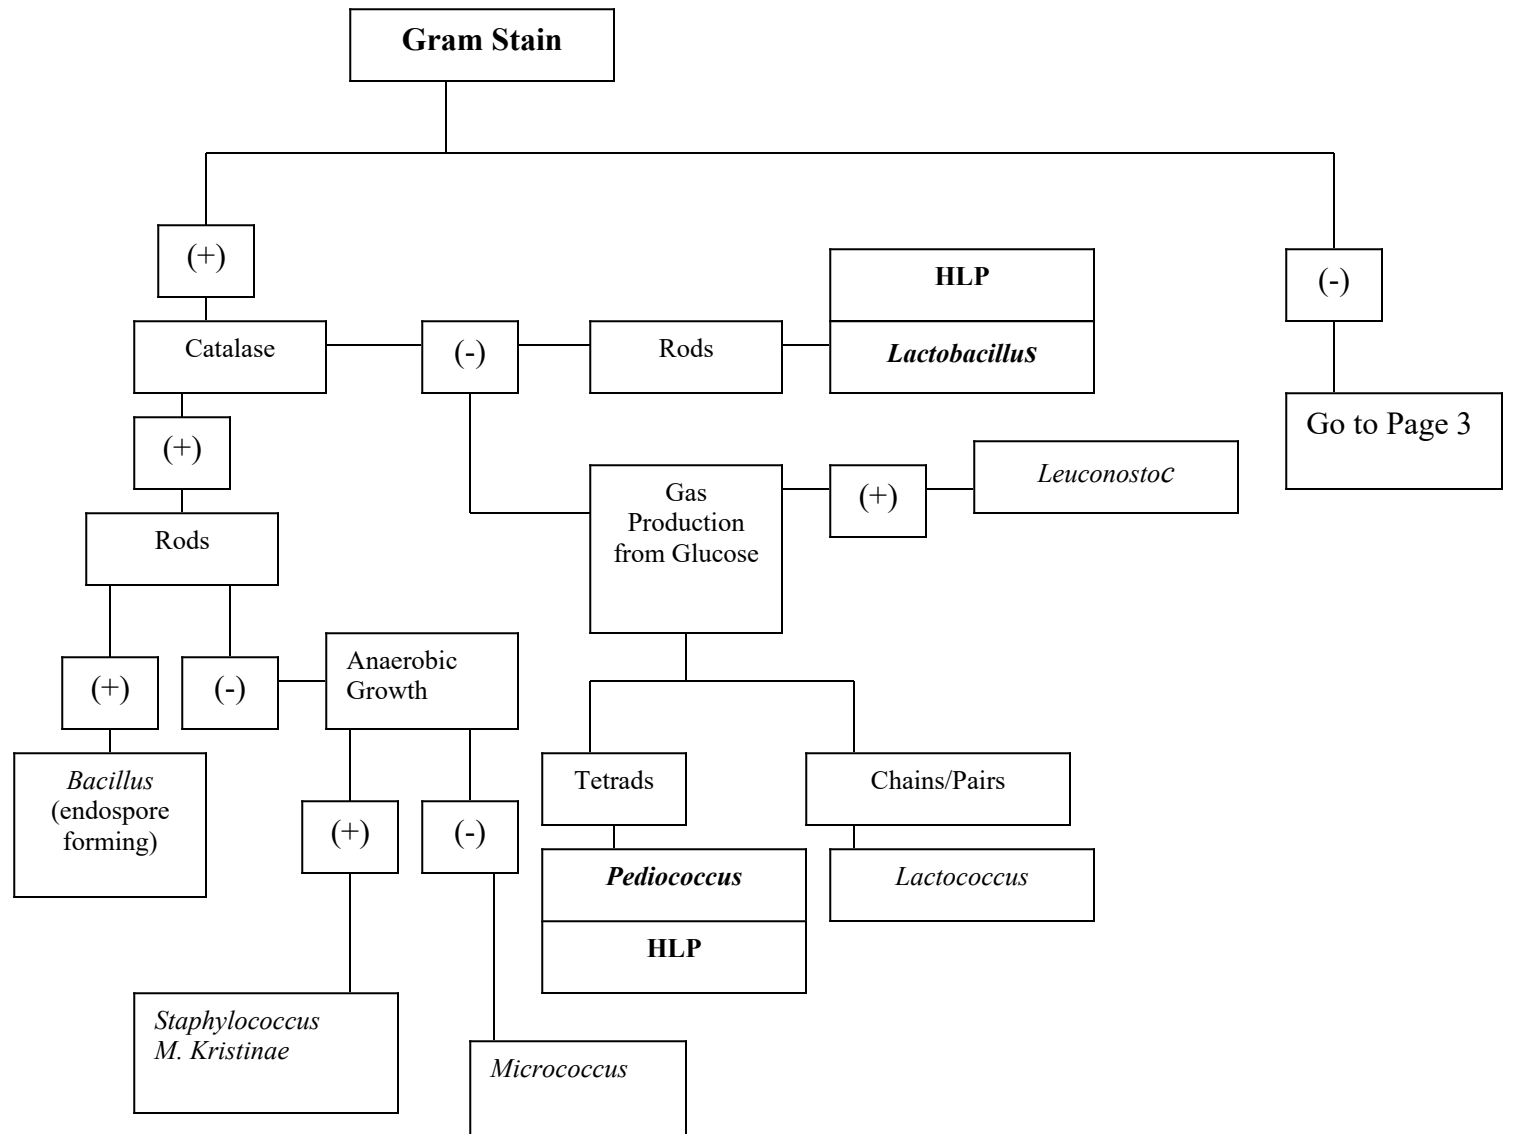 Gram Stain
(+)
(-)
HLP
Catalase
(-)
Rods
Lactobacillus
Go to Page 3
(+)
Gas
Production
from Glucose
(+)
Leuconostoc
Rods
(+)
(-)
Anaerobic
Growth
Bacillus
(endospore
forming)
(+)
(-)
Tetrads
Chains/Pairs
Pediococcus
HLP
Lactococcus
Staphylococcus
M. Kristinae
Micrococcus